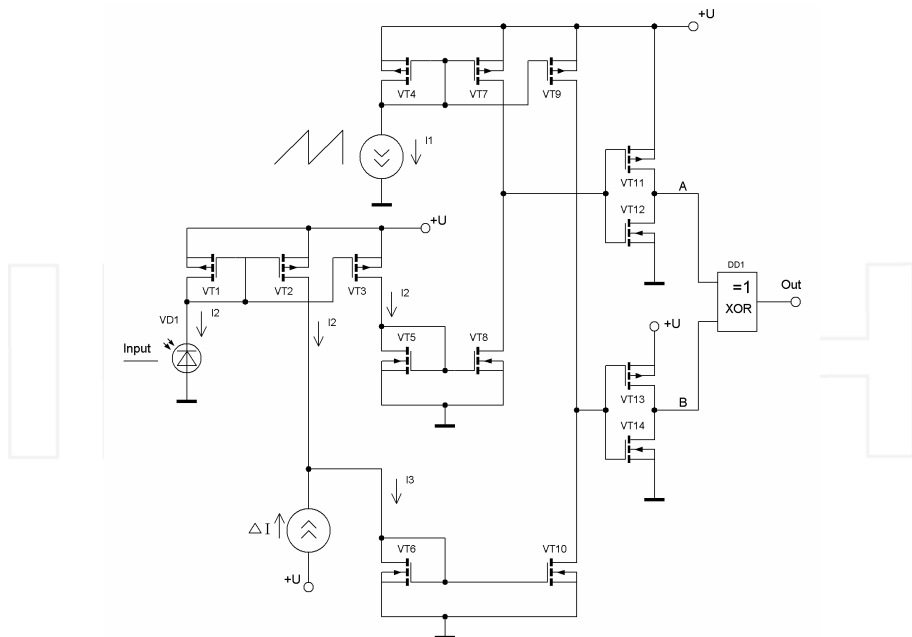 +U
VT4
VT7
VT9
I1
VT11
A
VT12
+U
DD1
=1
XOR
Out
VT1
VT2
VT3
VD1
I2
I2
I2
Input
VT5
VT8
+U
VT13
B
VT14
I3
ΔI
+U
VT6
VT10